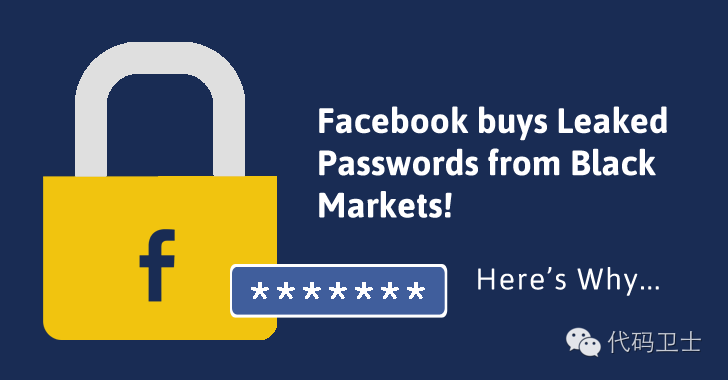 Facebook buys Leaked
Passwords from Black
Markets!
f
*******
Here's Why...
代码卫士